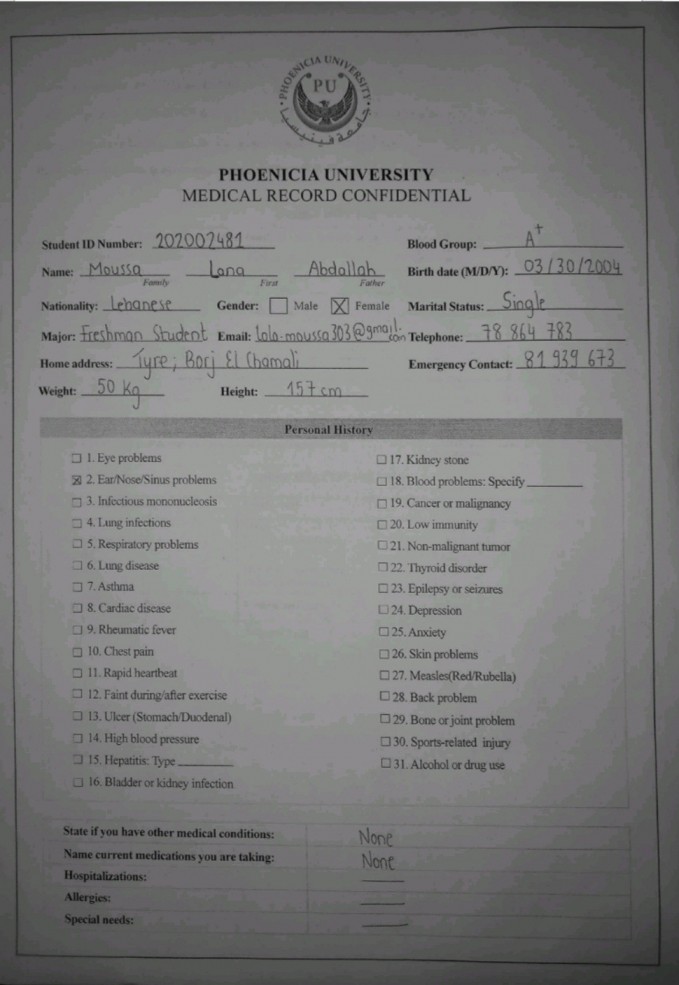 PHOENICIA UNIVERSITY
PU
جامعة فينيسيا
PHOENICIA UNIVERSITY
MEDICAL RECORD CONFIDENTIAL
Student ID Number: 202002481 Blood Group: A+
Name: Moussa Lana Abdallah Birth date (M/D/Y): 03/30/2004
Family First Father
Nationality: Lebanese Gender: ☐ Male ☒ Female Marital Status: Single
Major: Freshman Student Email: lolo.moussa303@gmail.com Telephone: 78 864 783
Home address: Tyre; Borj El Chamali Emergency Contact: 81 939 673
Weight: 50 Kg Height: 157 cm
Personal History
☐ 1. Eye problems
☒ 2. Ear/Nose/Sinus problems
☐ 3. Infectious mononucleosis
☐ 4. Lung infections
☐ 5. Respiratory problems
☐ 6. Lung disease
☐ 7. Asthma
☐ 8. Cardiac disease
☐ 9. Rheumatic fever
☐ 10. Chest pain
☐ 11. Rapid heartbeat
☐ 12. Faint during/after exercise
☐ 13. Ulcer (Stomach/Duodenal)
☐ 14. High blood pressure
☐ 15. Hepatitis: Type
☐ 16. Bladder or kidney infection
☐ 17. Kidney stone
☐ 18. Blood problems: Specify
☐ 19. Cancer or malignancy
☐ 20. Low immunity
☐ 21. Non-malignant tumor
☐ 22. Thyroid disorder
☐ 23. Epilepsy or seizures
☐ 24. Depression
☐ 25. Anxiety
☐ 26. Skin problems
☐ 27. Measles(Red/Rubella)
☐ 28. Back problem
☐ 29. Bone or joint problem
☐ 30. Sports-related injury
☐ 31. Alcohol or drug use
State if you have other medical conditions: None
Name current medications you are taking: None
Hospitalizations:
Allergies:
Special needs: